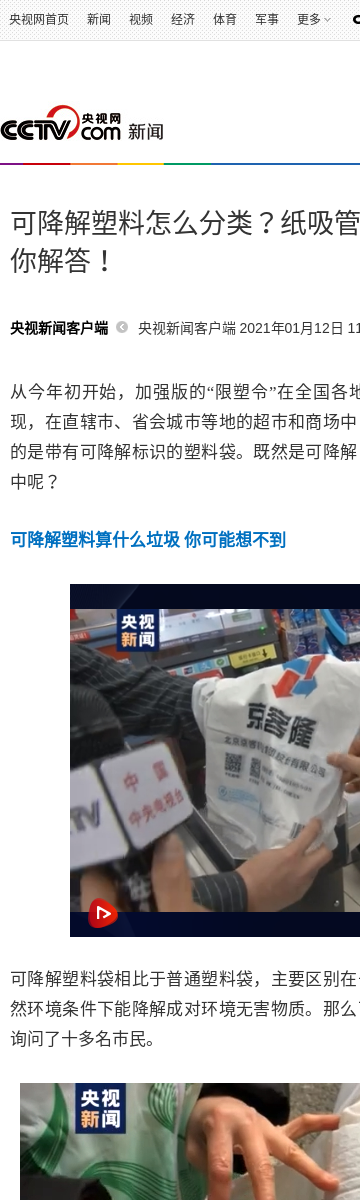 央视网首页 新闻 视频 经济 体育 军事 更多
CCTV 央视网 com 新闻
可降解塑料怎么分类？纸吸管
你解答！
央视新闻客户端 央视新闻客户端 2021年01月12日 11
从今年初开始，加强版的“限塑令”在全国各地
现，在直辖市、省会城市等地的超市和商场中
的是带有可降解标识的塑料袋。既然是可降解
中呢？
可降解塑料算什么垃圾 你可能想不到
央视
新闻
京客隆
中国
中央电视台
可降解塑料袋相比于普通塑料袋，主要区别在
然环境条件下能降解成对环境无害物质。那么
询问了十多名市民。
央视
新闻